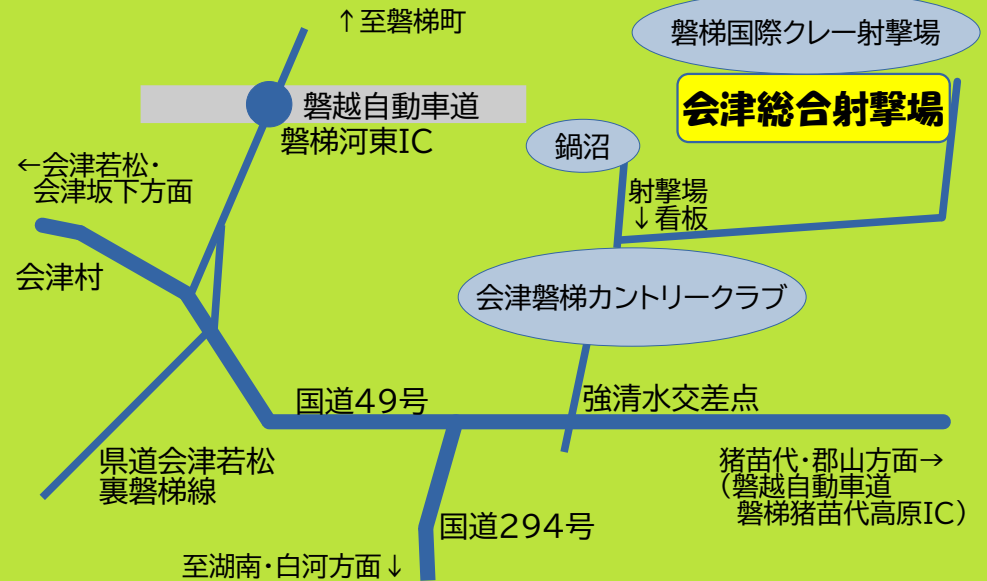 ↑至磐梯町
磐梯国際クレー射撃場
会津総合射撃場
磐越自動車道
磐梯河東IC
鍋沼
←会津若松・
会津坂下方面
射撃場
↓看板
会津村
会津磐梯カントリークラブ
国道49号
強清水交差点
県道会津若松
裏磐梯線
猪苗代・郡山方面→
(磐越自動車道
磐梯猪苗代高原IC)
国道294号
至湖南・白河方面↓